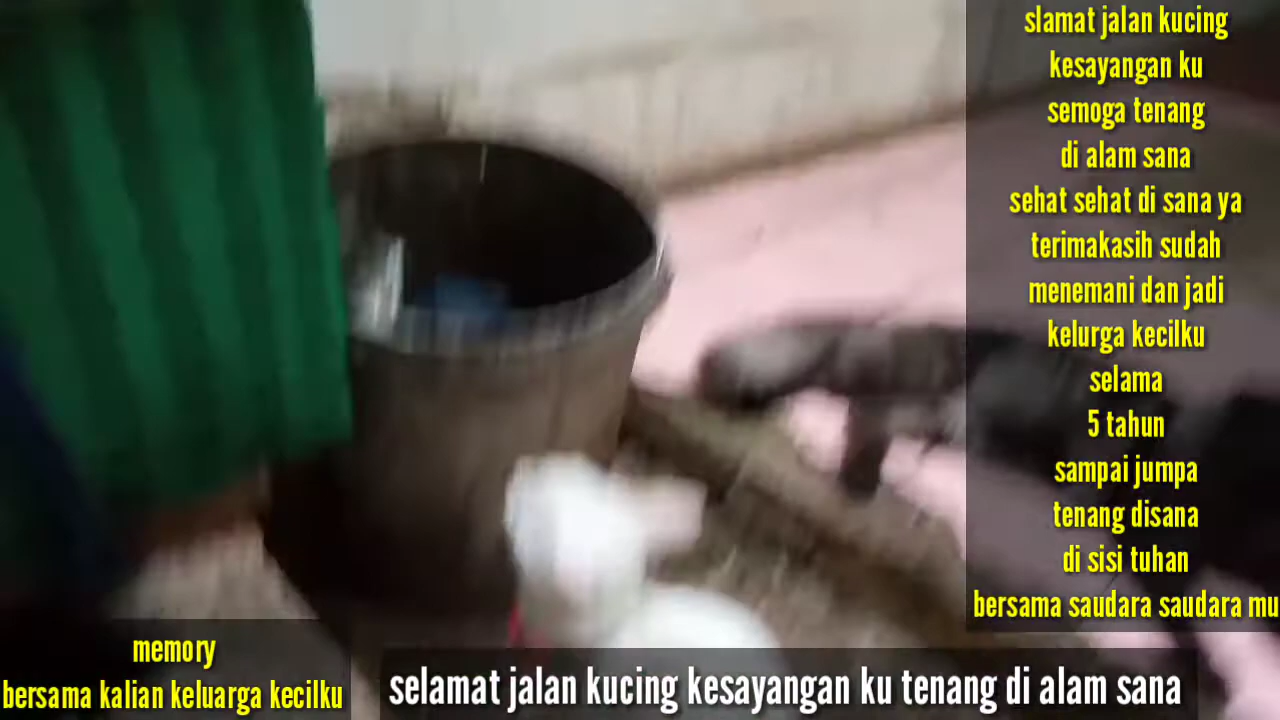 slamat jalan kucing
kesayangan ku
semoga tenang
di alam sana
sehat sehat di sana ya
terimakasih sudah
menemani dan jadi
kelurga kecilku
selama
5 tahun
sampai jumpa
tenang disana
di sisi tuhan
bersama saudara saudara mu
memory
bersama kalian keluarga kecilku
selamat jalan kucing kesayangan ku tenang di alam sana